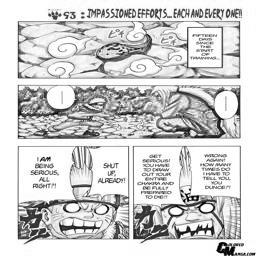 93 : IMPASSIONED EFFORTS... EACH AND EVERY ONE!!
FIFTEEN
DAYS
SINCE
THE
START OF
TRAINING...
WRONG
AGAIN!
HOW MANY
TIMES DO
I HAVE TO
TELL YOU,
YOU
DUNCE?!
GET
SERIOUS!
YOU HAVE
TO DRAW
OUT YOUR
ENTIRE
CHAKRA AND
BE FULLY
PREPARED
TO DIE!!
SHUT
UP,
ALREADY!
I AM
BEING
SERIOUS,
ALL
RIGHT?!
COLORED
MANGA.COM